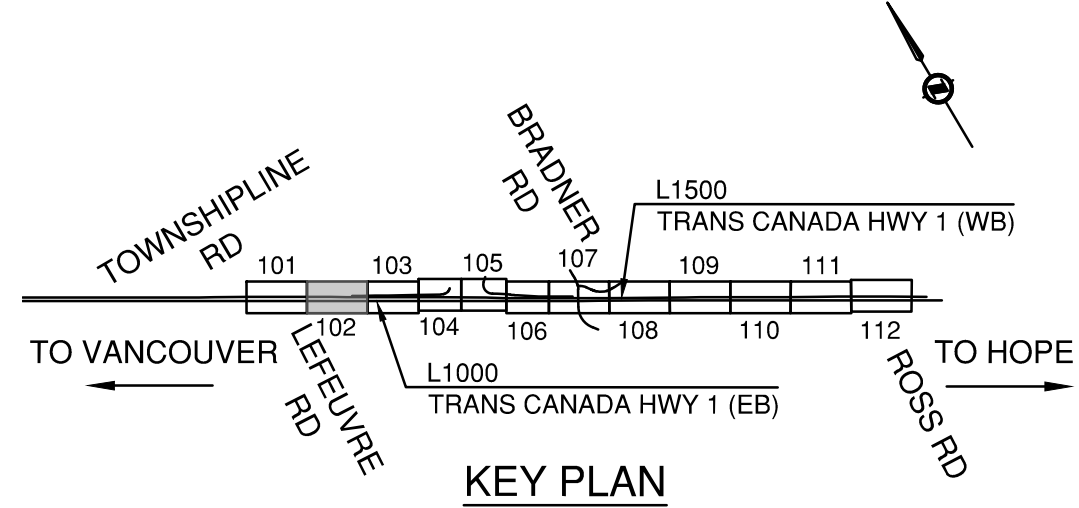 BRADNER
RD
TOWNSHIPLINE
RD
L1500
TRANS CANADA HWY 1 (WB)
101
103
105
107
109
111
102
104
106
108
110
112
TO VANCOUVER
LEFEUVRE
RD
TO HOPE
ROSS RD
L1000
TRANS CANADA HWY 1 (EB)
KEY PLAN